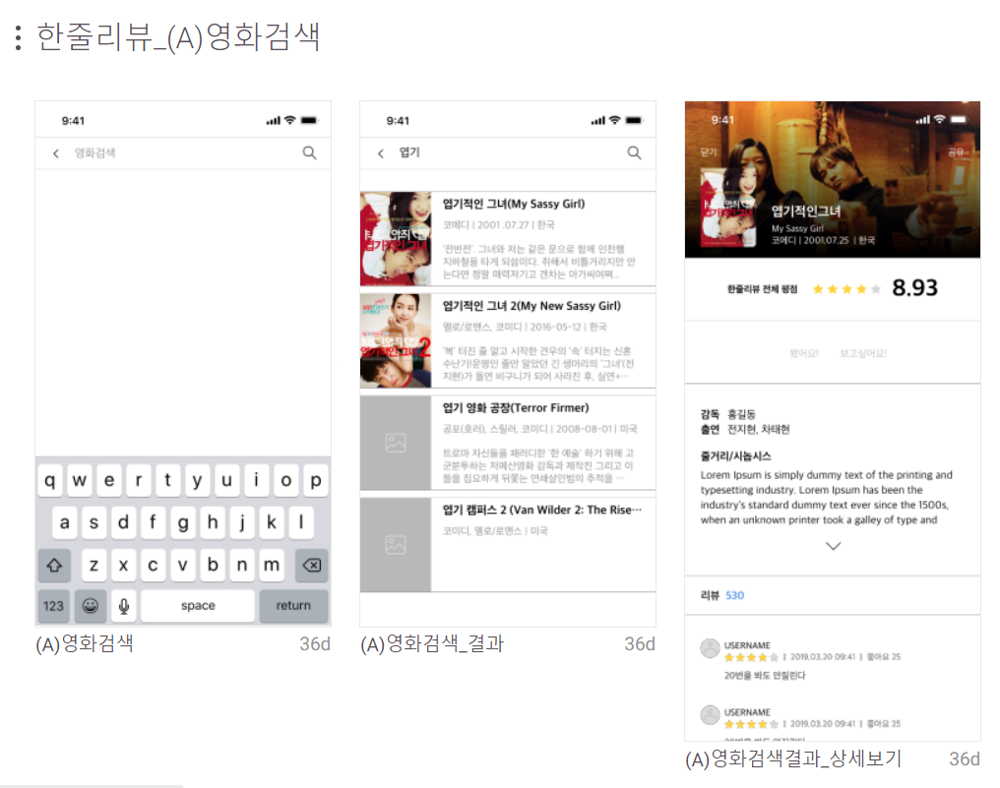 한줄리뷰_(A)영화검색
9:41
영화검색
q w e r t y u i o p
a s d f g h j k l
z x c v b n m
123 space return
(A)영화검색 36d
9:41
엽기
엽기적인 그녀(My Sassy Girl)
코메디 | 2001.07.27 | 한국
'전반전'. 그녀와 저는 같은 문으로 함께 인천행
지하철을 타게 되씀미다. 취해서 비틀거리지만 안
는다면 정말 매력저기고 갠차는 아가씨여쪄...
엽기적인 그녀 2(My New Sassy Girl)
멜로/로맨스, 코미디 | 2016-05-12 | 한국
'복' 터진 줄 알고 시작한 견우의 '속' 터지는 신혼
수난기!운명인 줄만 알았던 긴 생머리의 '그녀'(전
지현)가 돌연 비구니가 되어 사라진 후, 실연+···
엽기적인그녀2
엽기 영화 공장(Terror Firmer)
공포(호러), 스릴러, 코미디 | 2008-08-01 | 미국
트로마 자신들을 패러디한 '한 예술' 하기 위해 고
군분투하는 저예산영화 감독과 제작진 그리고 이
들을 집요하게 뒤쫓는 연쇄살인범의 추적을 ···
엽기 캠퍼스 2 (Van Wilder 2: The Rise···
코미디, 멜로/로맨스 | 미국
(A)영화검색_결과 36d
9:41
닫기 공유
엽기적인그녀
My Sassy Girl
코메디 | 2001.07.25 | 한국
한줄리뷰 전체 평점 8.93
봤어요! 보고싶어요!
감독 홍길동
출연 전지현, 차태현
줄거리/시놉시스
Lorem Ipsum is simply dummy text of the printing and
typesetting industry. Lorem Ipsum has been the
industry's standard dummy text ever since the 1500s,
when an unknown printer took a galley of type and
리뷰 530
USERNAME
| 2019.03.20 09:41 | 좋아요 25
20번을 봐도 안질린다
USERNAME
| 2019.03.20 09:41 | 좋아요 25
(A)영화검색결과_상세보기 36d